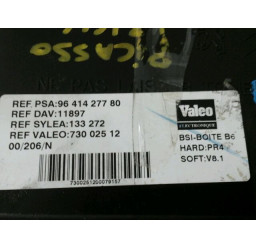 PICASSO
REF PSA:96 414 277 80
REF DAV:11897
REF SYLEA:133 272
REF VALEO:730 025 12
00/206/N
Valeo
ELECTRONIQUE
BSI-BOITE B6
HARD:PR4
SOFT:V8.1